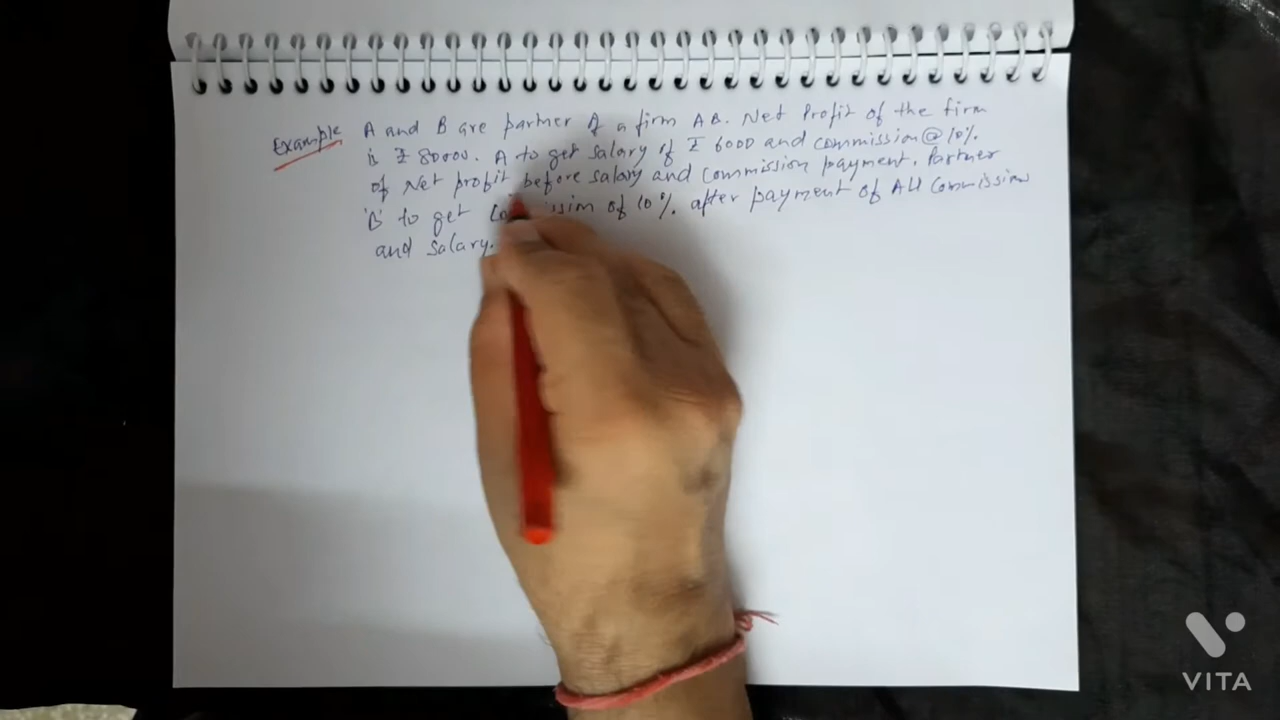 Example A and B are partner of a firm AB. Net Profit of the firm
is ₹ 80000. A to get salary of ₹ 6000 and commission @ 10%.
of Net profit before salary and commission payment. Partner
'B' to get of 10% after payment of All Commission
and salary.
VITA